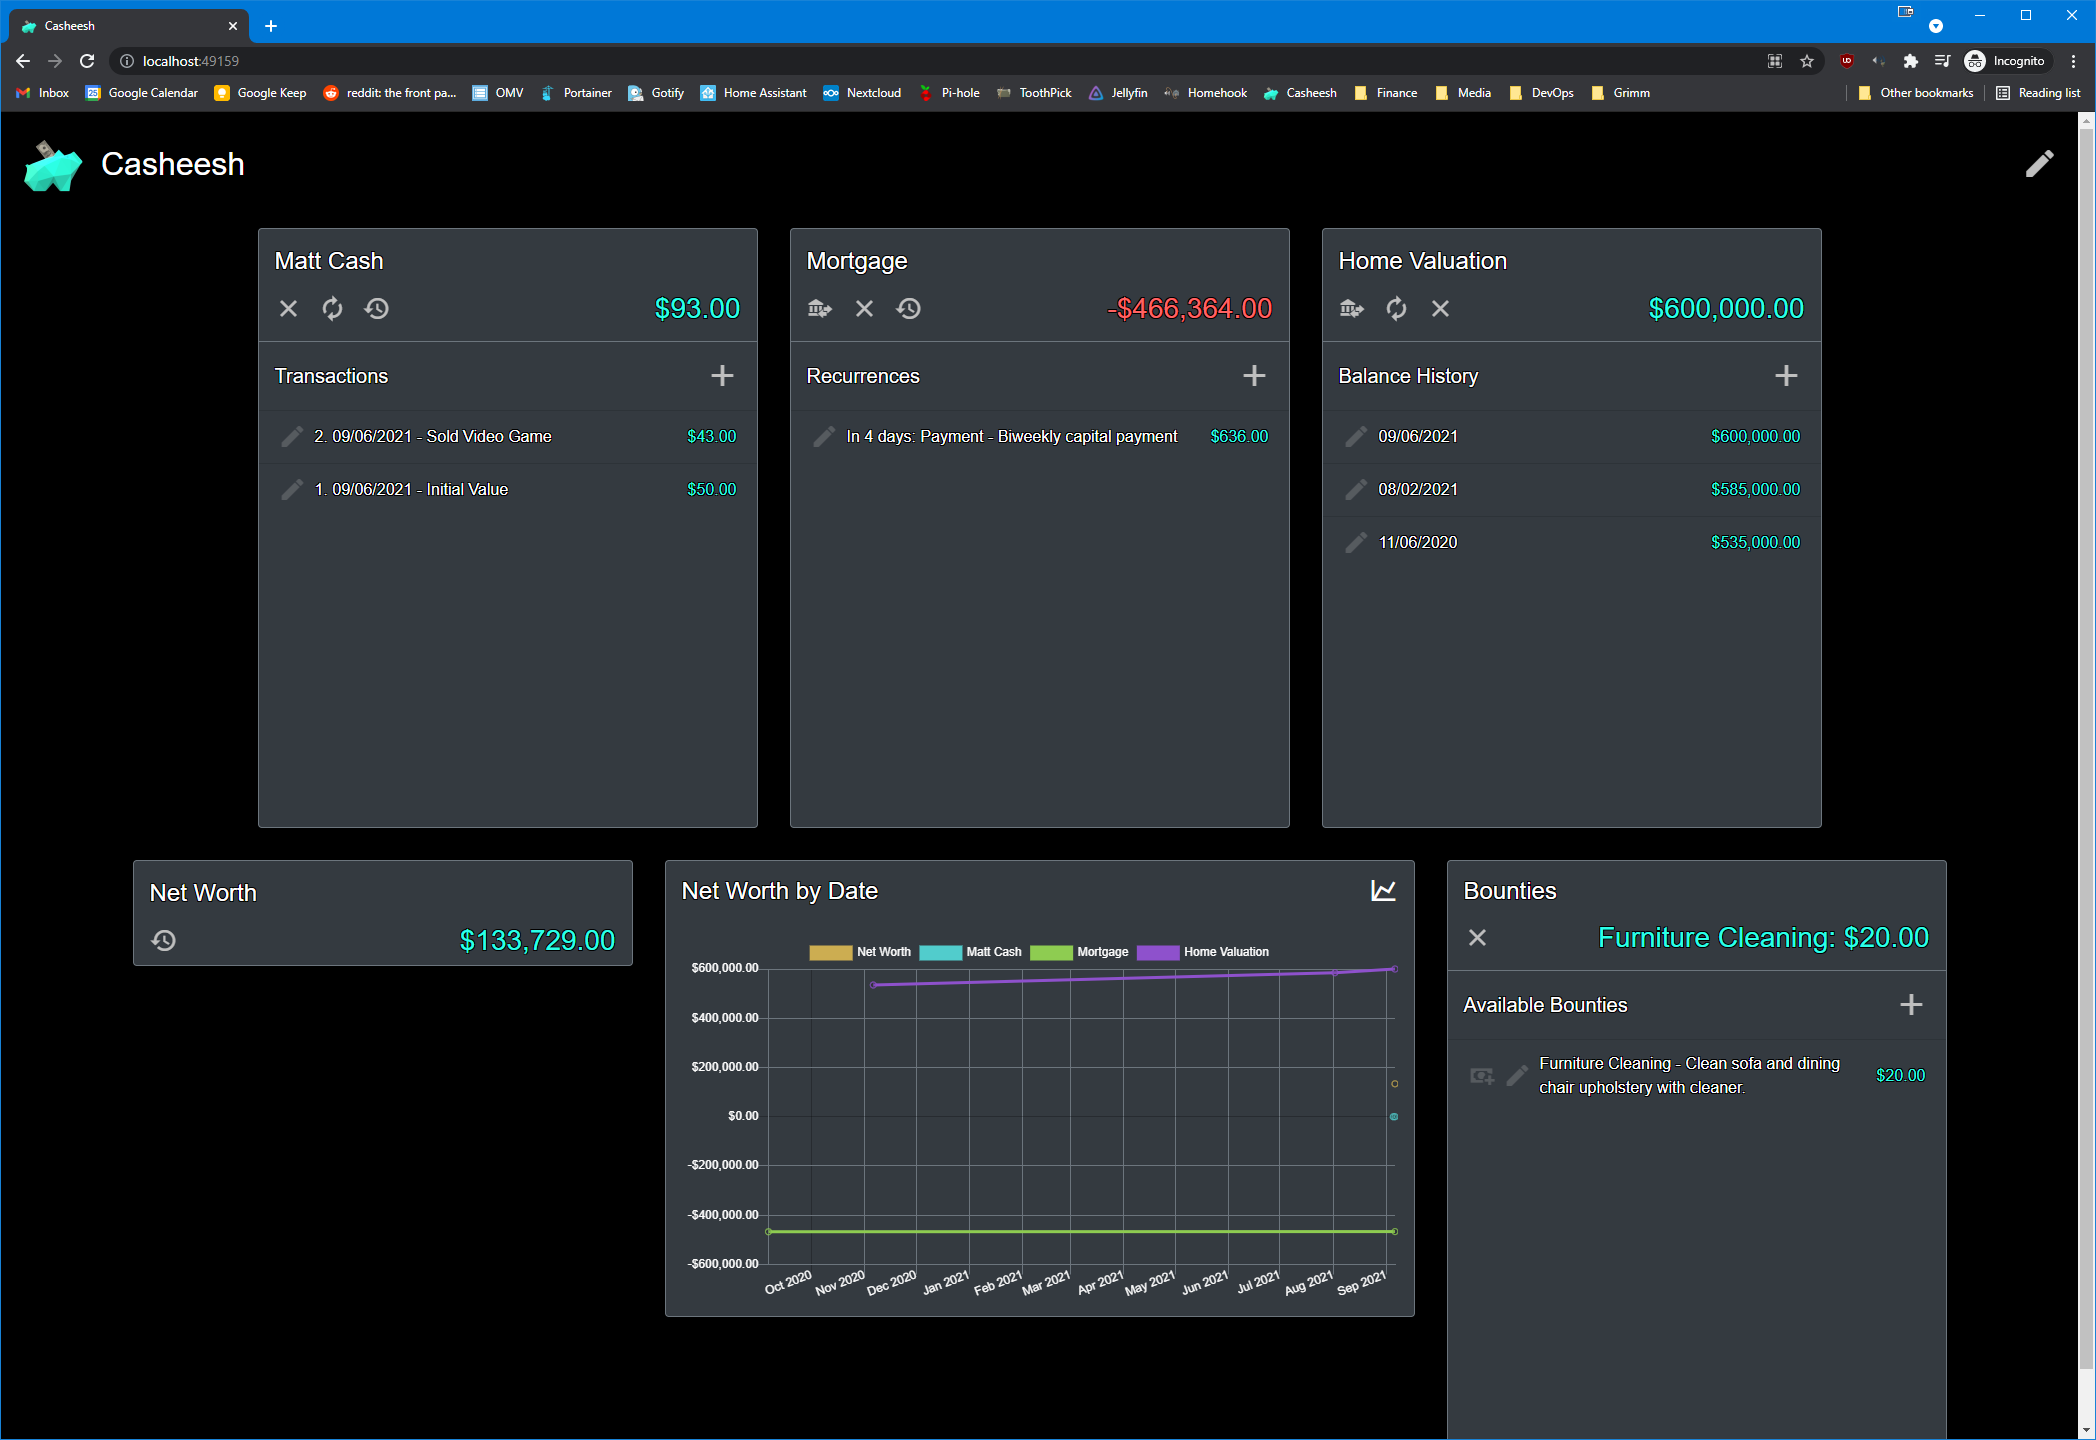 Casheesh
localhost:49159
Incognito
Inbox Google Calendar Google Keep reddit: the front pa... OMV Portainer Gotify Home Assistant Nextcloud Pi-hole ToothPick Jellyfin Homehook Casheesh Finance Media DevOps Grimm Other bookmarks Reading list
Casheesh
Matt Cash
$93.00
Transactions
2. 09/06/2021 - Sold Video Game $43.00
1. 09/06/2021 - Initial Value $50.00
Mortgage
-$466,364.00
Recurrences
In 4 days: Payment - Biweekly capital payment $636.00
Home Valuation
$600,000.00
Balance History
09/06/2021 $600,000.00
08/02/2021 $585,000.00
11/06/2020 $535,000.00
Net Worth
$133,729.00
Net Worth by Date
Net Worth Matt Cash Mortgage Home Valuation
$600,000.00
$400,000.00
$200,000.00
$0.00
-$200,000.00
-$400,000.00
-$600,000.00
Oct 2020 Nov 2020 Dec 2020 Jan 2021 Feb 2021 Mar 2021 Apr 2021 May 2021 Jun 2021 Jul 2021 Aug 2021 Sep 2021
Bounties
Furniture Cleaning: $20.00
Available Bounties
Furniture Cleaning - Clean sofa and dining
chair upholstery with cleaner.
$20.00